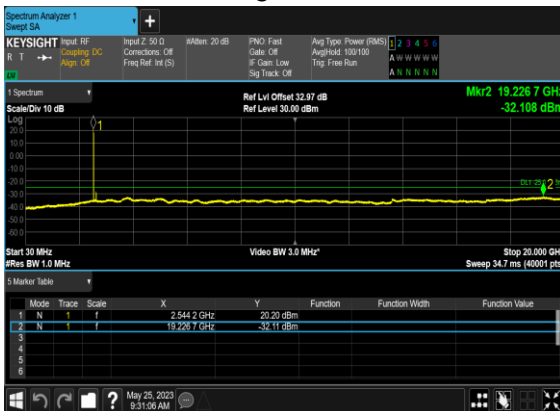 Spectrum Analyzer 1
Swept SA
+
KEYSIGHT Input: RF Input Z: 50 Ω #Atten: 20 dB PNO: Fast Avg Type: Power (RMS) 1 2 3 4 5 6
R T Coupling: DC Corrections: Off Gate: Off Avg|Hold: 100/100 A W W W W W
Align: Off Freq Ref: Int (S) IF Gain: Low Trig: Free Run
LV Sig Track: Off A N N N N N
1 Spectrum Ref Lvl Offset 32.97 dB Mkr2 19.226 7 GHz
Scale/Div 10 dB Ref Level 30.00 dBm -32.108 dBm
Log
20.0 1
10.0
0.00
-10.0
-20.0
-30.0 2
-40.0
-50.0
-60.0
Start 30 MHz Video BW 3.0 MHz* Stop 20.000 GH
#Res BW 1.0 MHz Sweep 34.7 ms (40001 pts
5 Marker Table
Mode Trace Scale X Y Function Function Width Function Value
1 N 1 f 2.544 2 GHz 20.20 dBm
2 N 1 f 19.226 7 GHz -32.11 dBm
3
4
5
6
? May 25, 2023
9:31:06 AM